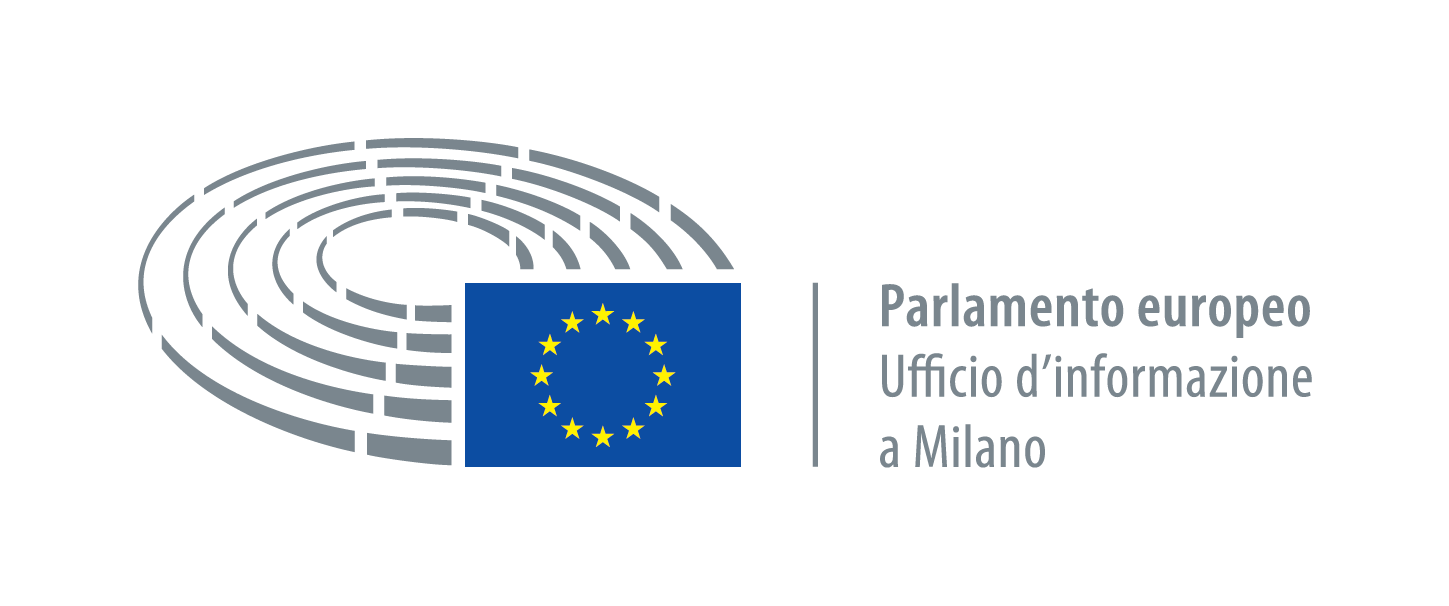 Parlamento europeo
Ufficio d’informazione
a Milano